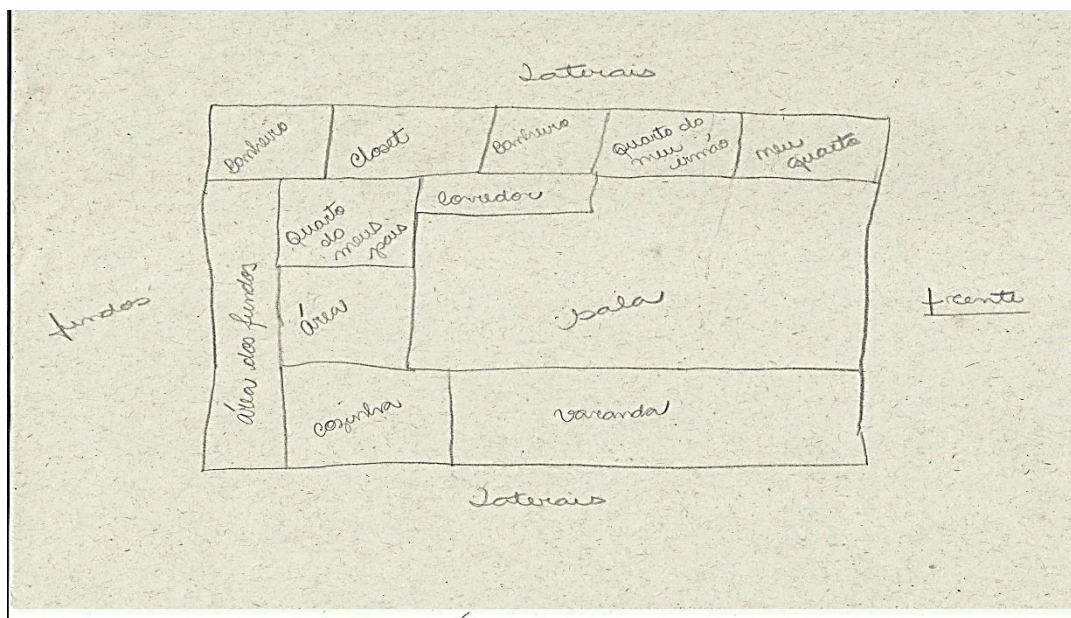 Laterais
banheiro
closet
banheiro
quarto do
meu
irmão
meu
quarto
corredor
quarto
do
meus
pais
fundos
área dos fundos
área
sala
frente
cozinha
varanda
Laterais